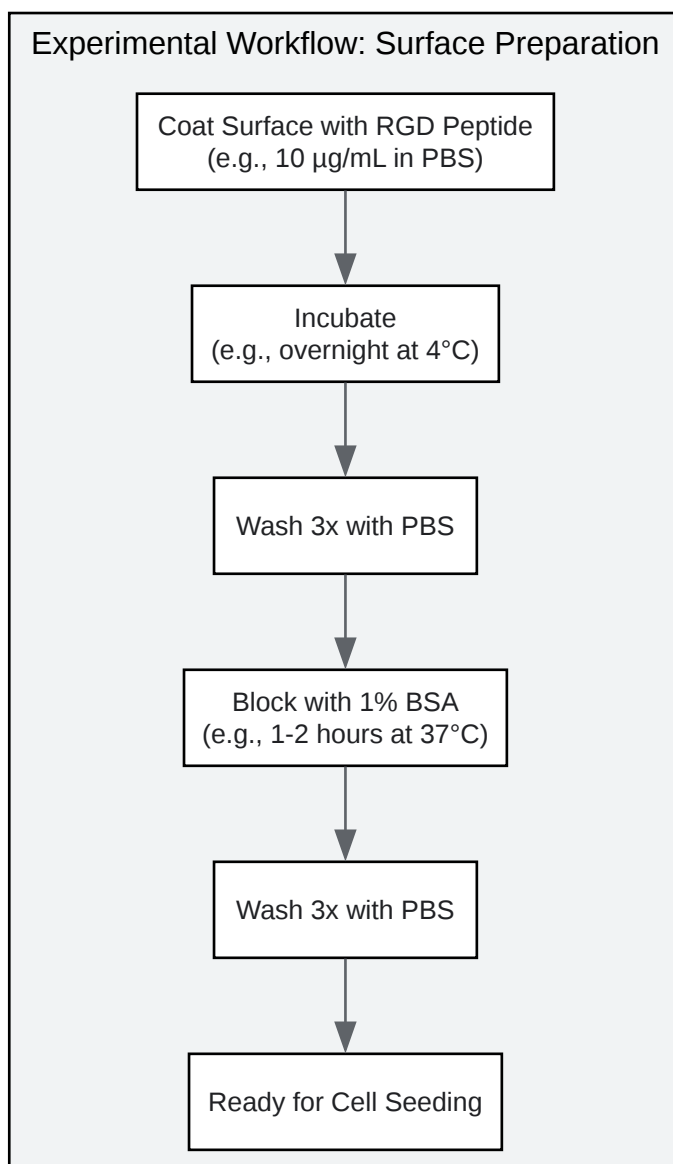 Experimental Workflow: Surface Preparation
Coat Surface with RGD Peptide
(e.g., 10 µg/mL in PBS)
Incubate
(e.g., overnight at 4°C)
Wash 3x with PBS
Block with 1% BSA
(e.g., 1-2 hours at 37°C)
Wash 3x with PBS
Ready for Cell Seeding